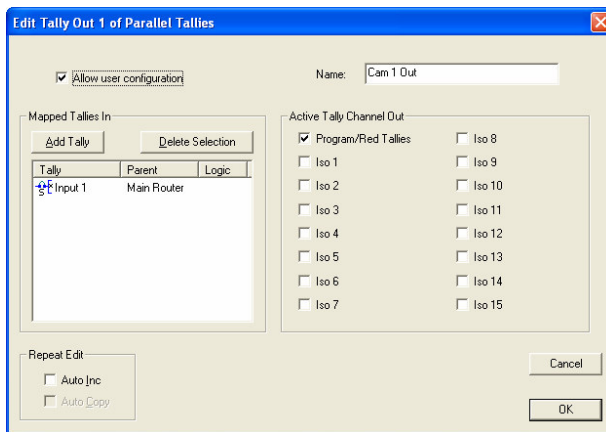 Edit Tally Out 1 of Parallel Tallies
Allow user configuration
Name: Cam 1 Out
Mapped Tallies In
Add Tally Delete Selection
Tally Parent Logic
Input 1 Main Router
Active Tally Channel Out
Program/Red Tallies Iso 8
Iso 1 Iso 9
Iso 2 Iso 10
Iso 3 Iso 11
Iso 4 Iso 12
Iso 5 Iso 13
Iso 6 Iso 14
Iso 7 Iso 15
Repeat Edit
Auto Inc
Auto Copy
Cancel
OK